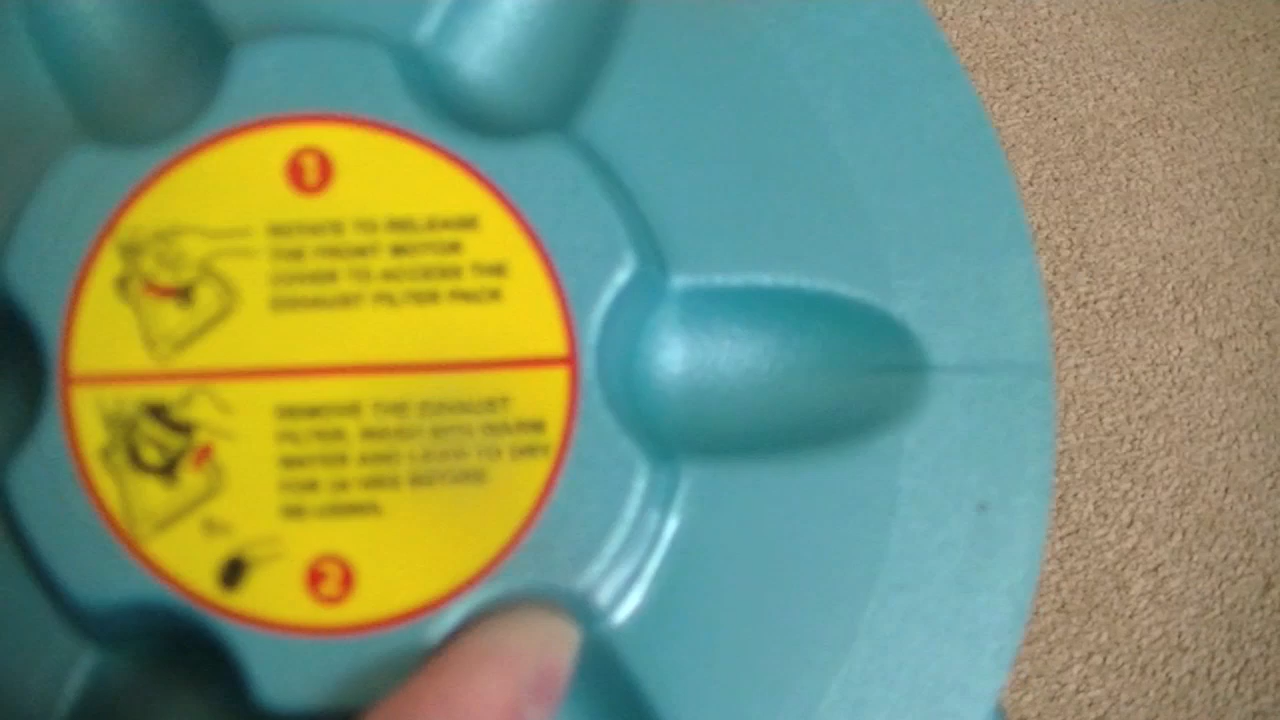 1
ROTATE TO RELEASE
THE FRONT MOTOR
COVER TO ACCESS THE
EXHAUST FILTER PACK
REMOVE THE EXHAUST
FILTER, WASH WITH WARM
WATER AND LEAVE TO DRY
FOR 24 HRS BEFORE
RE-USING.
2